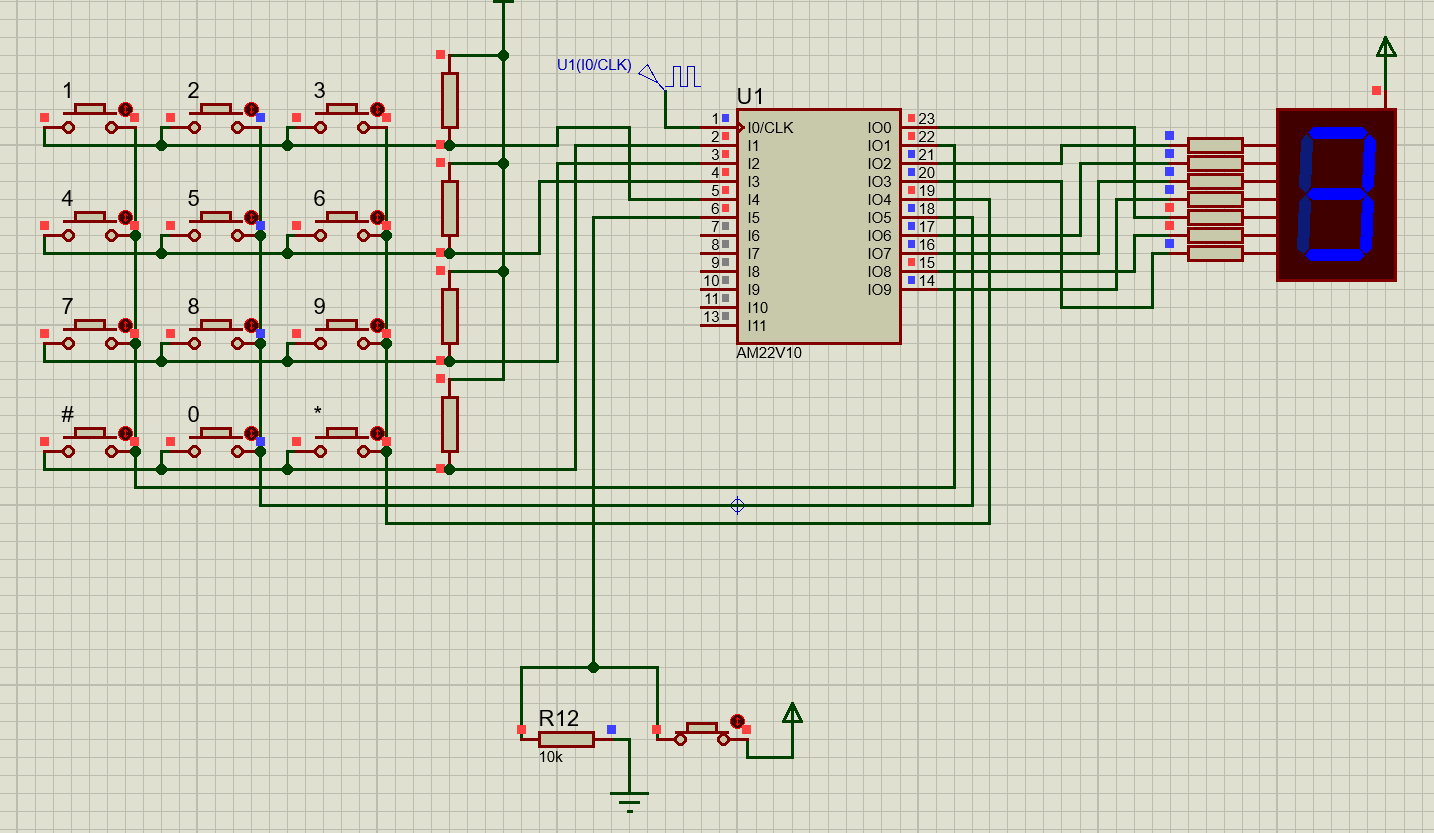 U1(I0/CLK)
1
2
3
4
5
6
7
8
9
#
0
*
U1
1
2
3
4
5
6
7
8
9
10
11
13
I0/CLK
I1
I2
I3
I4
I5
I6
I7
I8
I9
I10
I11
IO0
IO1
IO2
IO3
IO4
IO5
IO6
IO7
IO8
IO9
23
22
21
20
19
18
17
16
15
14
AM22V10
R12
10k